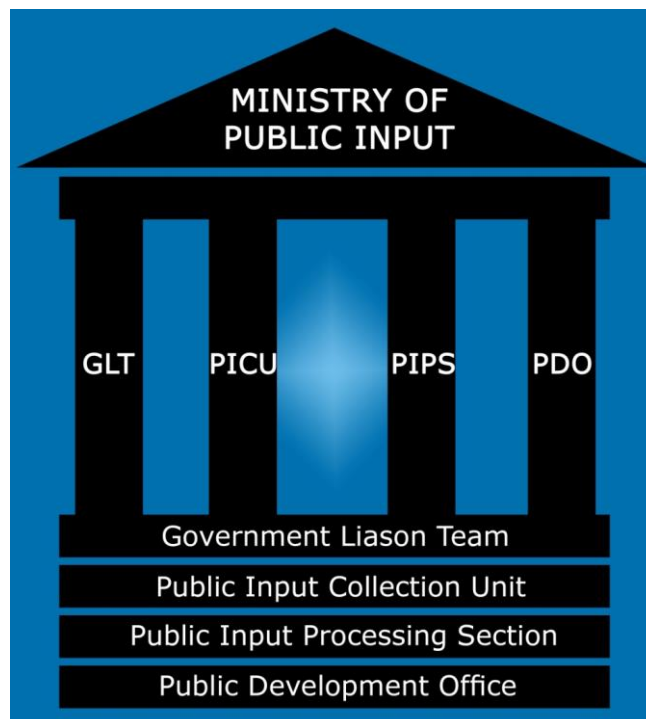 MINISTRY OF
PUBLIC INPUT
GLT PICU PIPS PDO
Government Liason Team
Public Input Collection Unit
Public Input Processing Section
Public Development Office